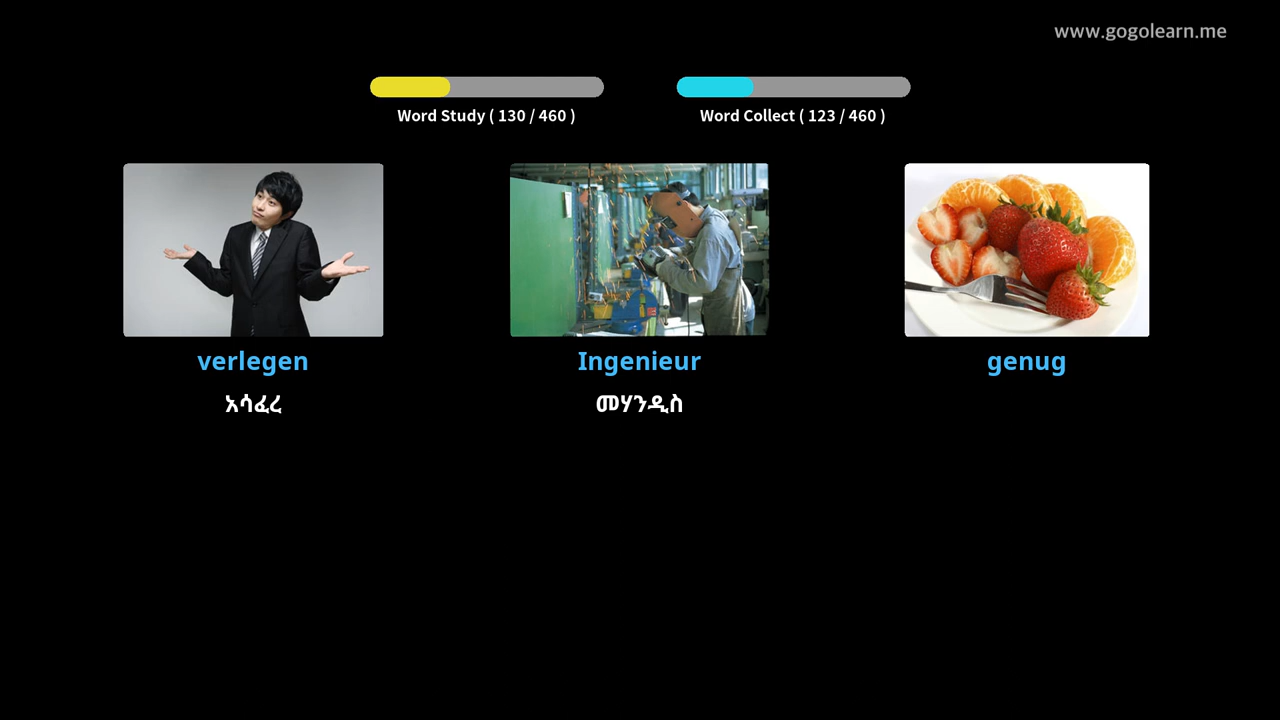 www.gogolearn.me
Word Study ( 130 / 460 )
Word Collect ( 123 / 460 )
verlegen
Ingenieur
genug
አሳፈረ
መሃንዲስ